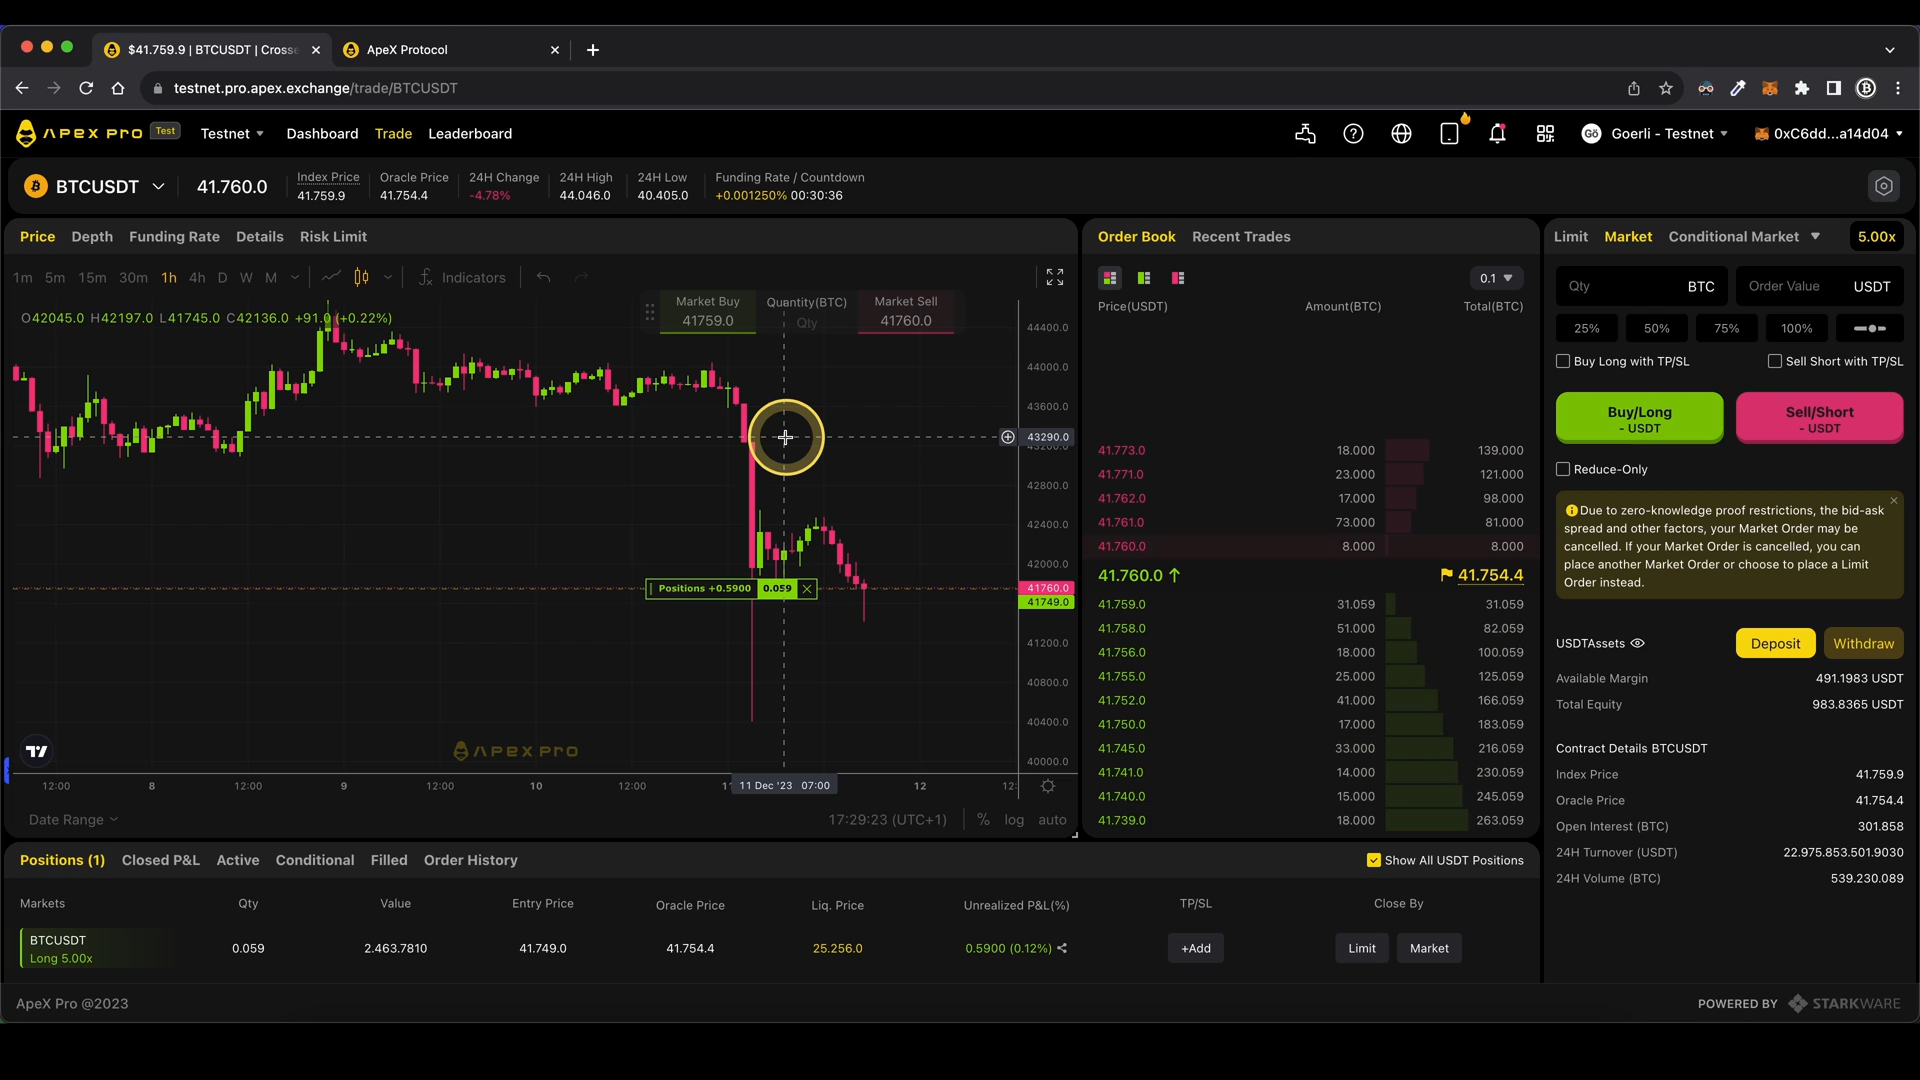 $41.759.9 | BTCUSDT | Crosse
ApeX Protocol
testnet.pro.apex.exchange/trade/BTCUSDT
APEX PRO Test
Testnet
Dashboard
Trade
Leaderboard
Gö Goerli - Testnet
0xC6dd...a14d04
BTCUSDT
41.760.0
Index Price
41.759.9
Oracle Price
41.754.4
24H Change
-4.78%
24H High
44.046.0
24H Low
40.405.0
Funding Rate / Countdown
+0.001250% 00:30:36
Price Depth Funding Rate Details Risk Limit
1m 5m 15m 30m 1h 4h D W M Indicators
O42045.0 H42197.0 L41745.0 C42136.0 +91.0 (+0.22%)
Market Buy
41759.0
Quantity(BTC)
Qty
Market Sell
41760.0
44400.0
44000.0
43600.0
43290.0
43200.0
42800.0
42400.0
42000.0
41760.0
41749.0
41200.0
40800.0
40400.0
40000.0
Positions +0.5900 0.059
APEX PRO
12:00 8 12:00 9 12:00 10 12:00 11 11 Dec '23 07:00 12 12:
Date Range
17:29:23 (UTC+1) % log auto
Order Book Recent Trades
0.1
Price(USDT) Amount(BTC) Total(BTC)
41.773.0 18.000 139.000
41.771.0 23.000 121.000
41.762.0 17.000 98.000
41.761.0 73.000 81.000
41.760.0 8.000 8.000
41.760.0 ↑ 41.754.4
41.759.0 31.059 31.059
41.758.0 51.000 82.059
41.756.0 18.000 100.059
41.755.0 25.000 125.059
41.752.0 41.000 166.059
41.750.0 17.000 183.059
41.745.0 33.000 216.059
41.741.0 14.000 230.059
41.740.0 15.000 245.059
41.739.0 18.000 263.059
Limit Market Conditional Market 5.00x
Qty BTC
Order Value USDT
25% 50% 75% 100%
Buy Long with TP/SL
Sell Short with TP/SL
Buy/Long
- USDT
Sell/Short
- USDT
Reduce-Only
Due to zero-knowledge proof restrictions, the bid-ask
spread and other factors, your Market Order may be
cancelled. If your Market Order is cancelled, you can
place another Market Order or choose to place a Limit
Order instead.
USDTAssets
Deposit
Withdraw
Available Margin 491.1983 USDT
Total Equity 983.8365 USDT
Contract Details BTCUSDT
Index Price 41.759.9
Oracle Price 41.754.4
Open Interest (BTC) 301.858
24H Turnover (USDT) 22.975.853.501.9030
24H Volume (BTC) 539.230.089
Positions (1) Closed P&L Active Conditional Filled Order History
Show All USDT Positions
Markets Qty Value Entry Price Oracle Price Liq. Price Unrealized P&L(%) TP/SL Close By
BTCUSDT
Long 5.00x
0.059 2.463.7810 41.749.0 41.754.4 25.256.0 0.5900 (0.12%) +Add Limit Market
ApeX Pro @2023
POWERED BY STARKWARE